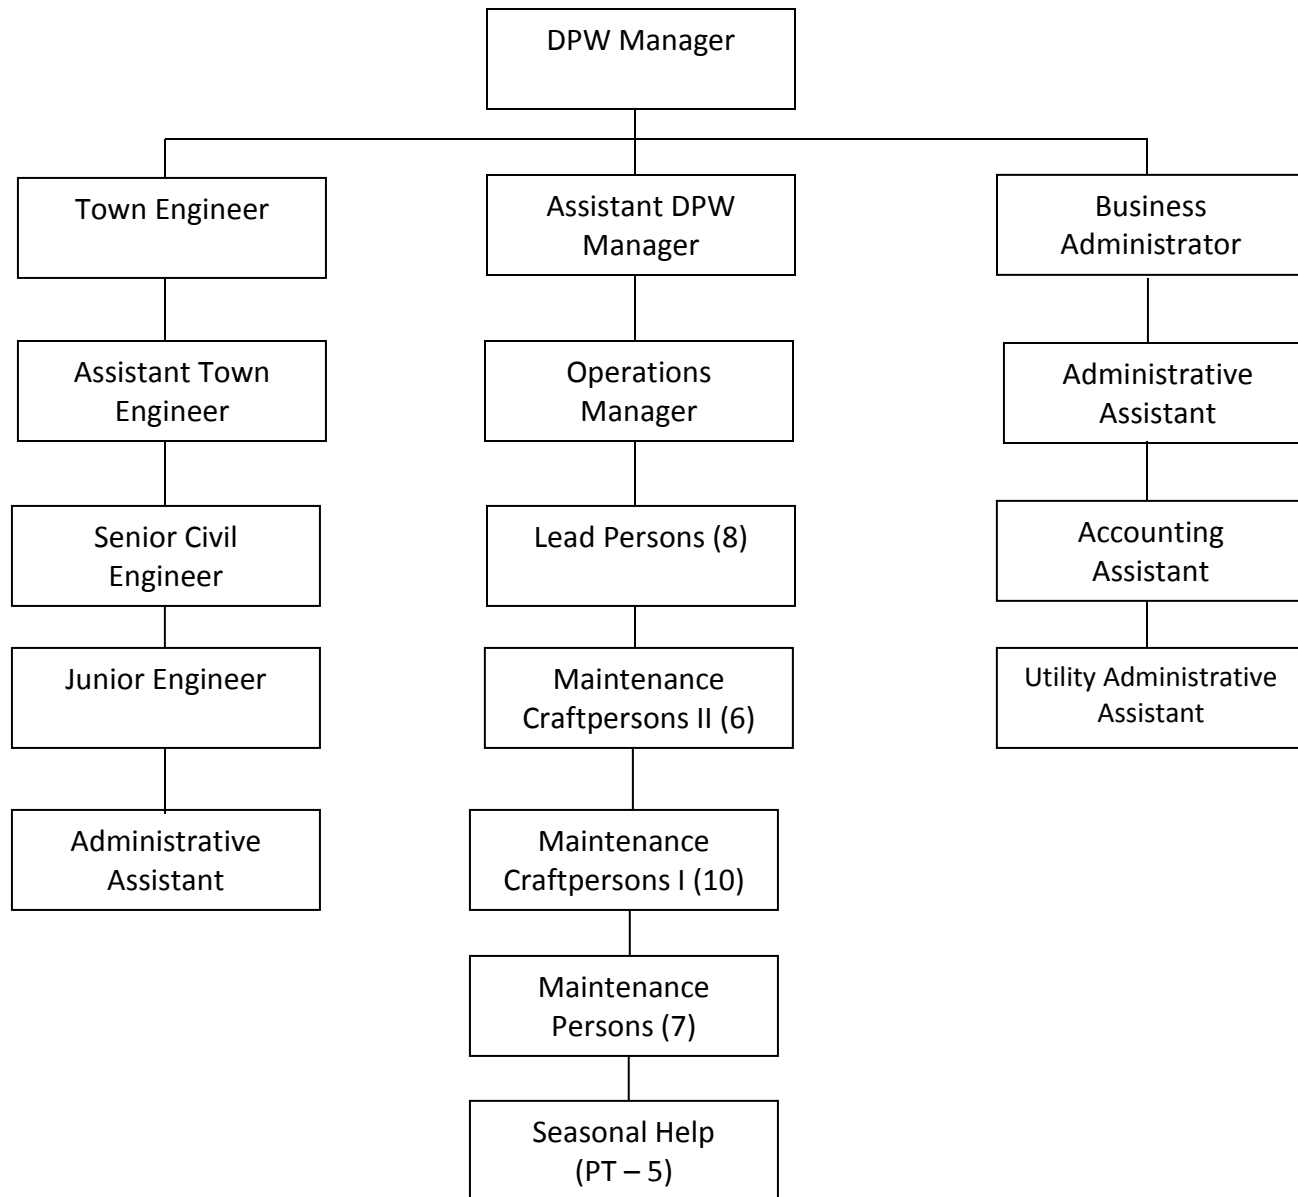 DPW Manager
Town Engineer
Assistant DPW
Manager
Business
Administrator
Assistant Town
Engineer
Operations
Manager
Administrative
Assistant
Senior Civil
Engineer
Lead Persons (8)
Accounting
Assistant
Junior Engineer
Maintenance
Craftpersons II (6)
Utility Administrative
Assistant
Administrative
Assistant
Maintenance
Craftpersons I (10)
Maintenance
Persons (7)
Seasonal Help
(PT – 5)